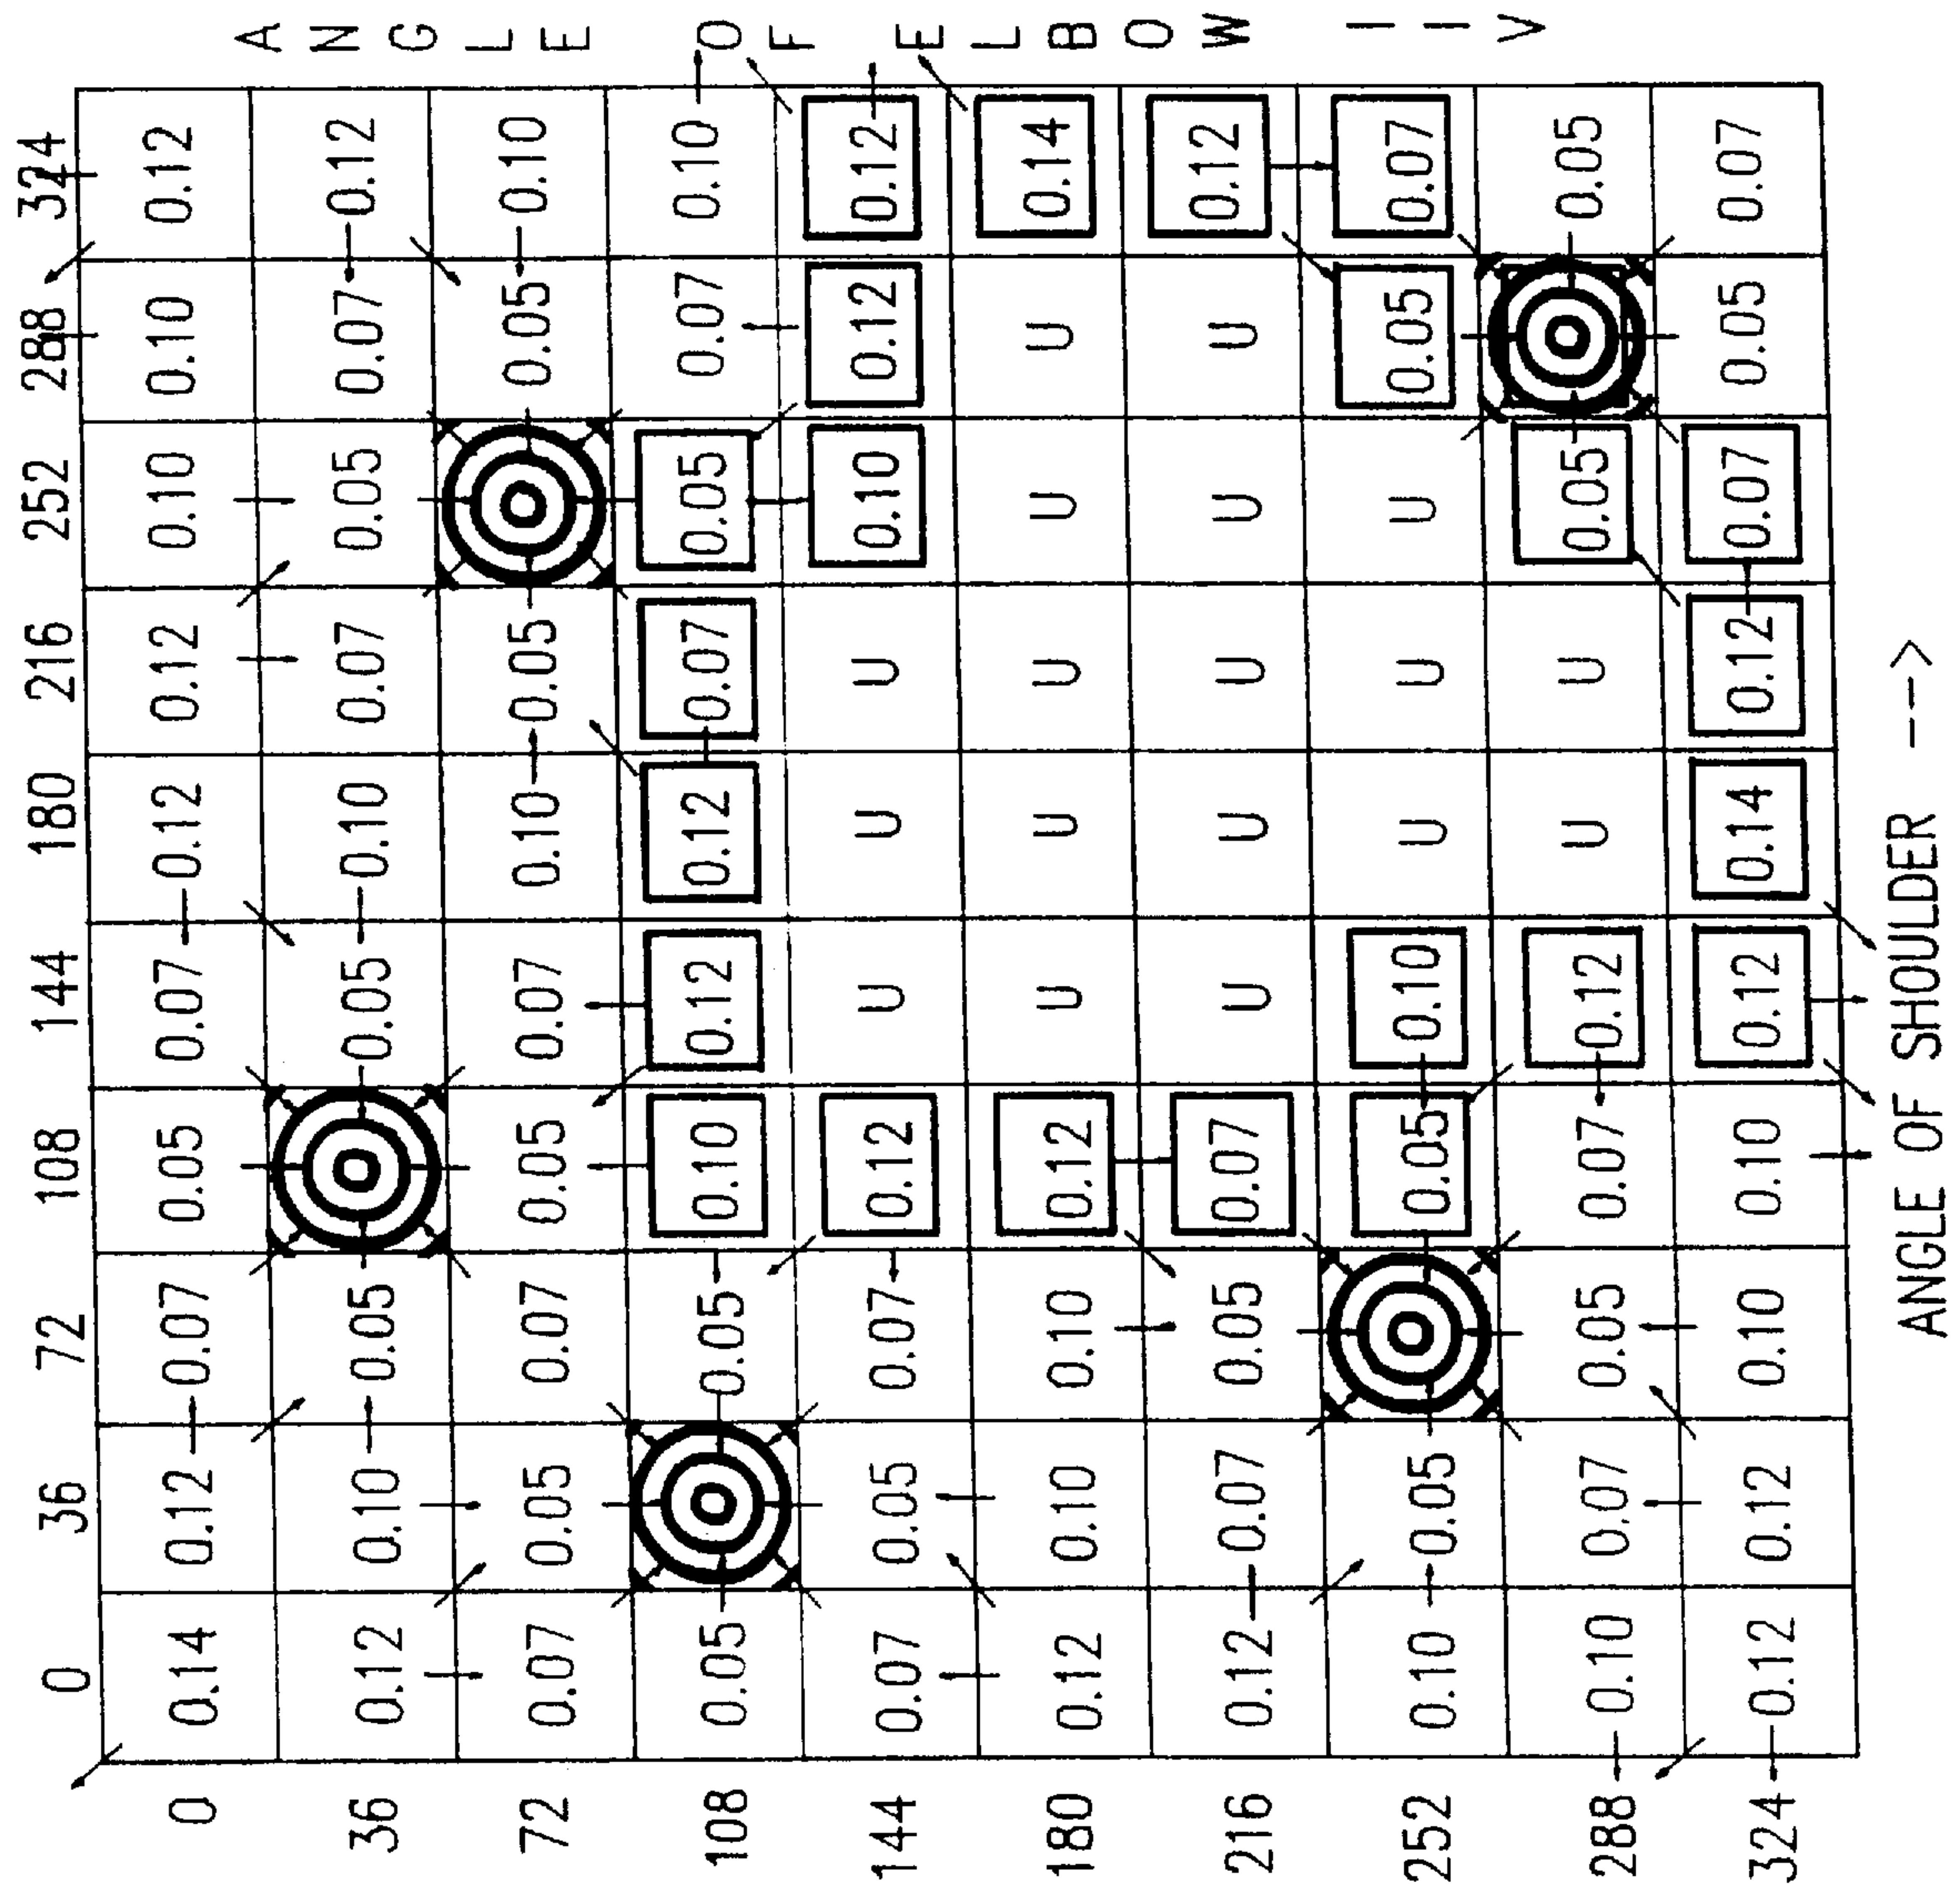 0 36 72 108 144 180 216 252 288 324
0 0.14 0.12 0.07 0.05 0.07 0.12 0.12 0.10 0.10 0.12
36 0.12 0.10 0.05 0.05 0.10 0.07 0.05 0.07 0.12
72 0.07 0.05 0.07 0.05 0.07 0.10 0.05 0.05 0.10
108 0.05 0.05 0.10 0.12 0.12 0.07 0.05 0.07 0.10
144 0.07 0.05 0.07 0.12 U U U 0.10 0.12 0.12
180 0.12 0.10 0.10 0.12 U U U U U 0.14
216 0.12 0.07 0.05 0.07 U U U U U 0.12
252 0.10 0.05 0.05 0.10 U U U 0.05 0.07
288 0.10 0.07 0.05 0.07 0.12 U U 0.05 0.05
324 0.12 0.12 0.10 0.10 0.12 0.14 0.12 0.07 0.05 0.07
ANGLE OF ELBOW | | V
ANGLE OF SHOULDER -->